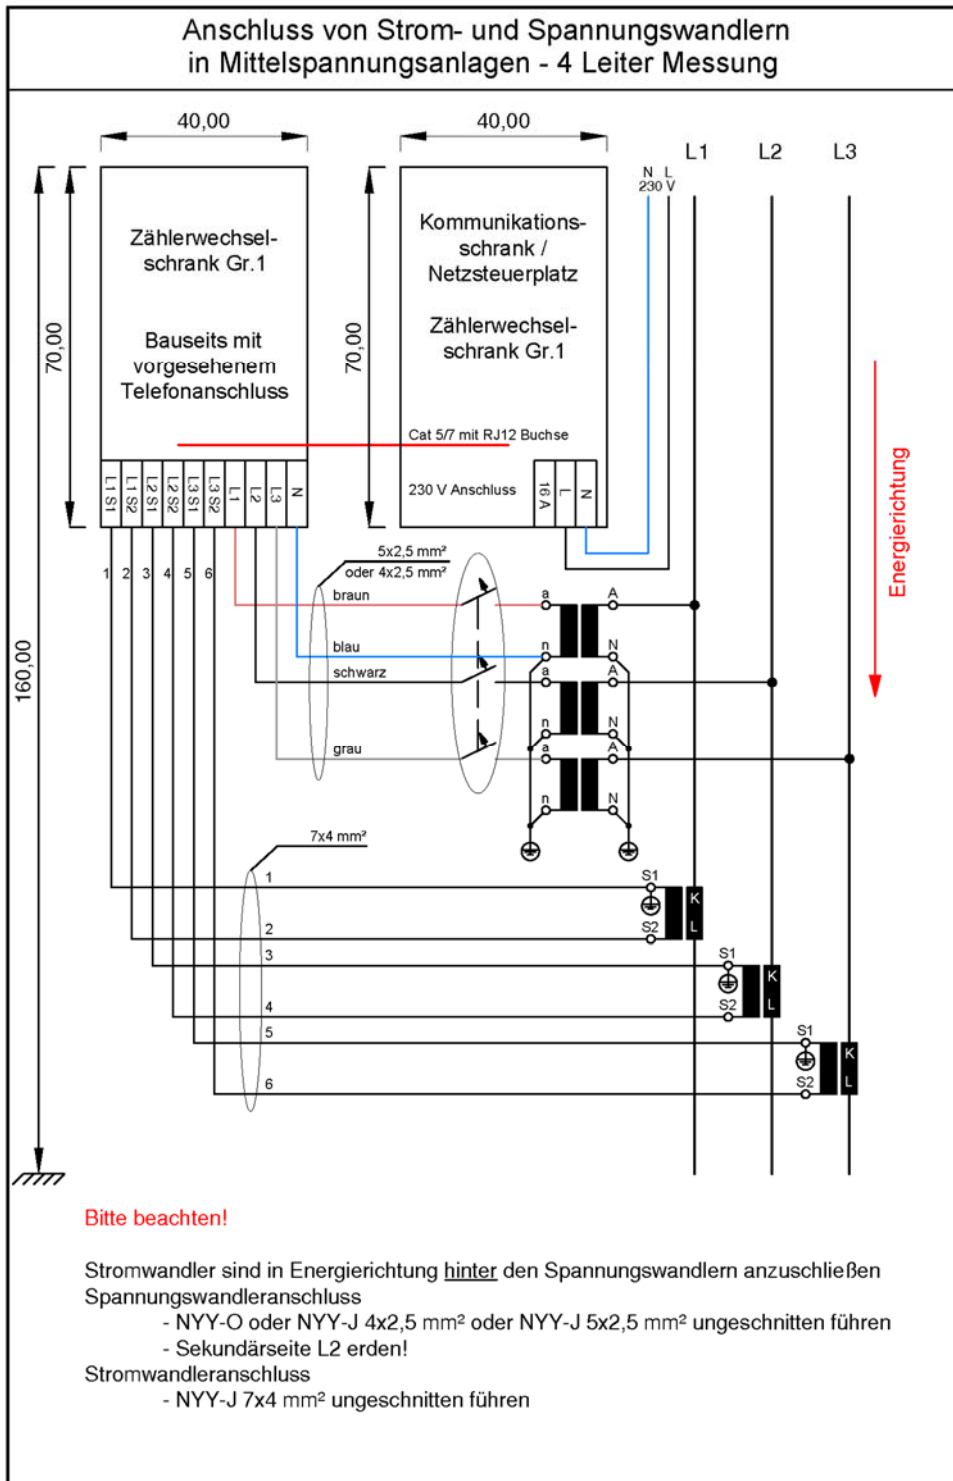 Anschluss von Strom- und Spannungswandlern
in Mittelspannungsanlagen - 4 Leiter Messung
40,00
40,00
L1
L2
L3
N L
230 V
Zählerwechsel-
schrank Gr.1
Bauseits mit
vorgesehenem
Telefonanschluss
Kommunikations-
schrank /
Netzsteuerplatz
Zählerwechsel-
schrank Gr.1
70,00
70,00
160,00
Energierichtung
Cat 5/7 mit RJ12 Buchse
230 V Anschluss
16 A
L
N
L1 S1
L1 S2
L2 S1
L2 S2
L3 S1
L3 S2
L1
L2
L3
N
1
2
3
4
5
6
5x2,5 mm²
oder 4x2,5 mm²
braun
blau
schwarz
grau
a
A
n
N
a
A
n
N
a
A
n
N
7x4 mm²
1
S1
K
2
S2
L
3
S1
K
4
S2
L
5
S1
K
6
S2
L
Bitte beachten!
Stromwandler sind in Energierichtung hinter den Spannungswandlern anzuschließen
Spannungswandleranschluss
- NYY-O oder NYY-J 4x2,5 mm² oder NYY-J 5x2,5 mm² ungeschnitten führen
- Sekundärseite L2 erden!
Stromwandleranschluss
- NYY-J 7x4 mm² ungeschnitten führen